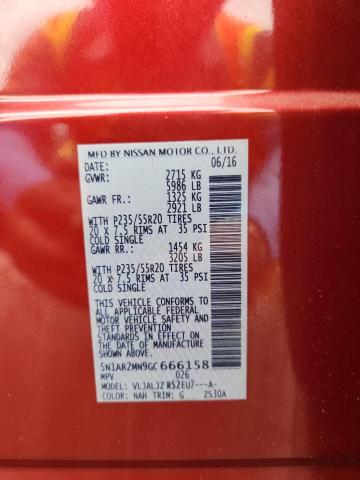 MFD BY NISSAN MOTOR CO., LTD.
DATE: 06/16
GVWR: 2715 KG
5986 LB
GAWR FR: 1325 KG
2921 LB
WITH P235/55R20 TIRES
20 x 7.5 RIMS AT 35 PSI
COLD SINGLE
GAWR RR: 1454 KG
3205 LB
WITH P235/55R20 TIRES
20 x 7.5 RIMS AT 35 PSI
COLD SINGLE
THIS VEHICLE CONFORMS TO
ALL APPLICABLE FEDERAL
MOTOR VEHICLE SAFETY AND
THEFT PREVENTION
STANDARDS IN EFFECT ON
THE DATE OF MANUFACTURE
SHOWN ABOVE.
5N1AR2MN9GC666158
MPV 026
MODEL: VLJALJZ R52EU7---A-
COLOR: NAH TRIM: G ZS30A